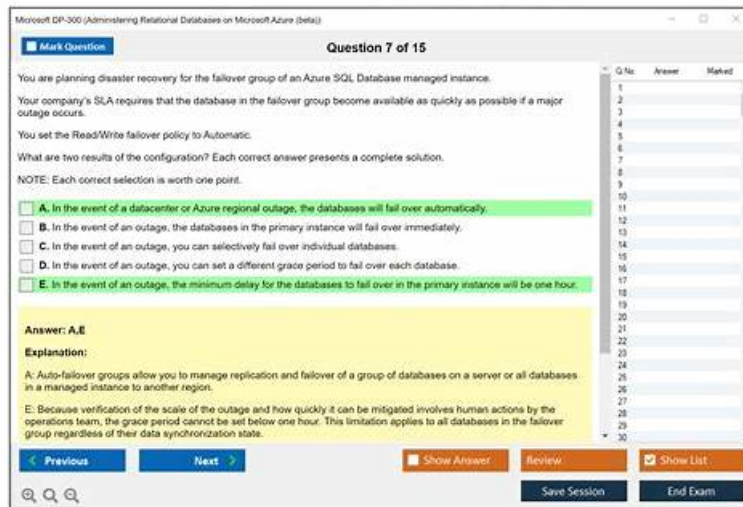 Microsoft DP-300 (Administering Relational Databases on Microsoft Azure (beta))
Mark Question
Question 7 of 15
You are planning disaster recovery for the failover group of an Azure SQL Database managed instance.
Your company's SLA requires that the database in the failover group become available as quickly as possible if a major
outage occurs.
You set the Read/Write failover policy to Automatic.
What are two results of the configuration? Each correct answer presents a complete solution.
NOTE: Each correct selection is worth one point.
A. In the event of a datacenter or Azure regional outage, the databases will fail over automatically.
B. In the event of an outage, the databases in the primary instance will fail over immediately.
C. In the event of an outage, you can selectively fail over individual databases.
D. In the event of an outage, you can set a different grace period to fail over each database.
E. In the event of an outage, the minimum delay for the databases to fail over in the primary instance will be one hour.
Answer: A,E
Explanation:
A: Auto-failover groups allow you to manage replication and failover of a group of databases on a server or all databases
in a managed instance to another region.
E: Because verification of the scale of the outage and how quickly it can be mitigated involves human actions by the
operations team, the grace period cannot be set below one hour. This limitation applies to all databases in the failover
group regardless of their data synchronization state.
Q.No Answer Marked
1
2
3
4
5
6
7
8
9
10
11
12
13
14
15
16
17
18
19
20
21
22
23
24
25
26
27
28
29
30
Previous
Next
Show Answer
Review
Show List
Save Session
End Exam